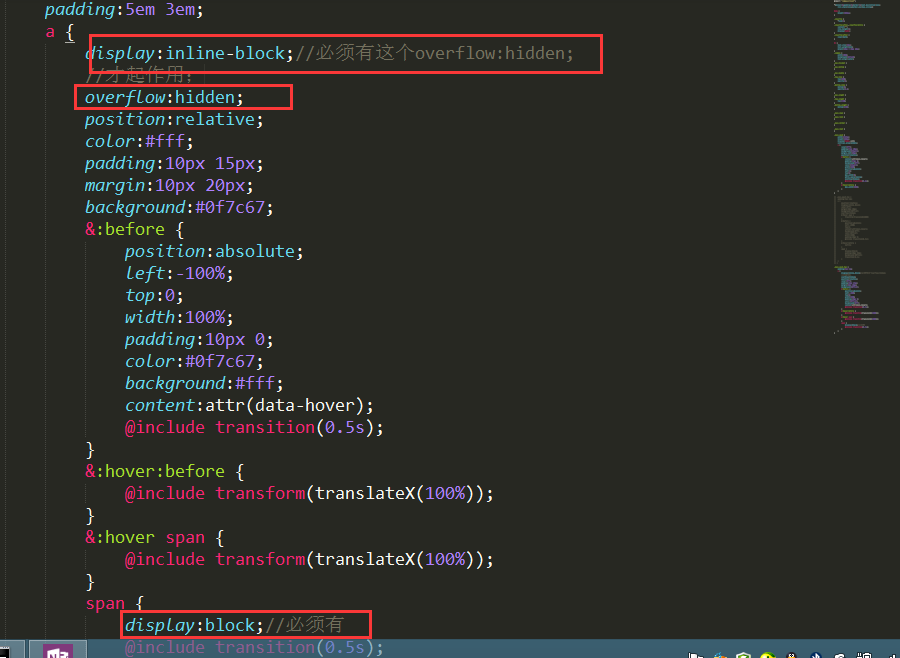 padding:5em 3em;
a {
display:inline-block;//必须有这个overflow:hidden;
//才起作用;
overflow:hidden;
position:relative;
color:#fff;
padding:10px 15px;
margin:10px 20px;
background:#0f7c67;
&:before {
position:absolute;
left:-100%;
top:0;
width:100%;
padding:10px 0;
color:#0f7c67;
background:#fff;
content:attr(data-hover);
@include transition(0.5s);
}
&:hover:before {
@include transform(translateX(100%));
}
&:hover span {
@include transform(translateX(100%));
}
span {
display:block;//必须有
@include transition(0.5s);